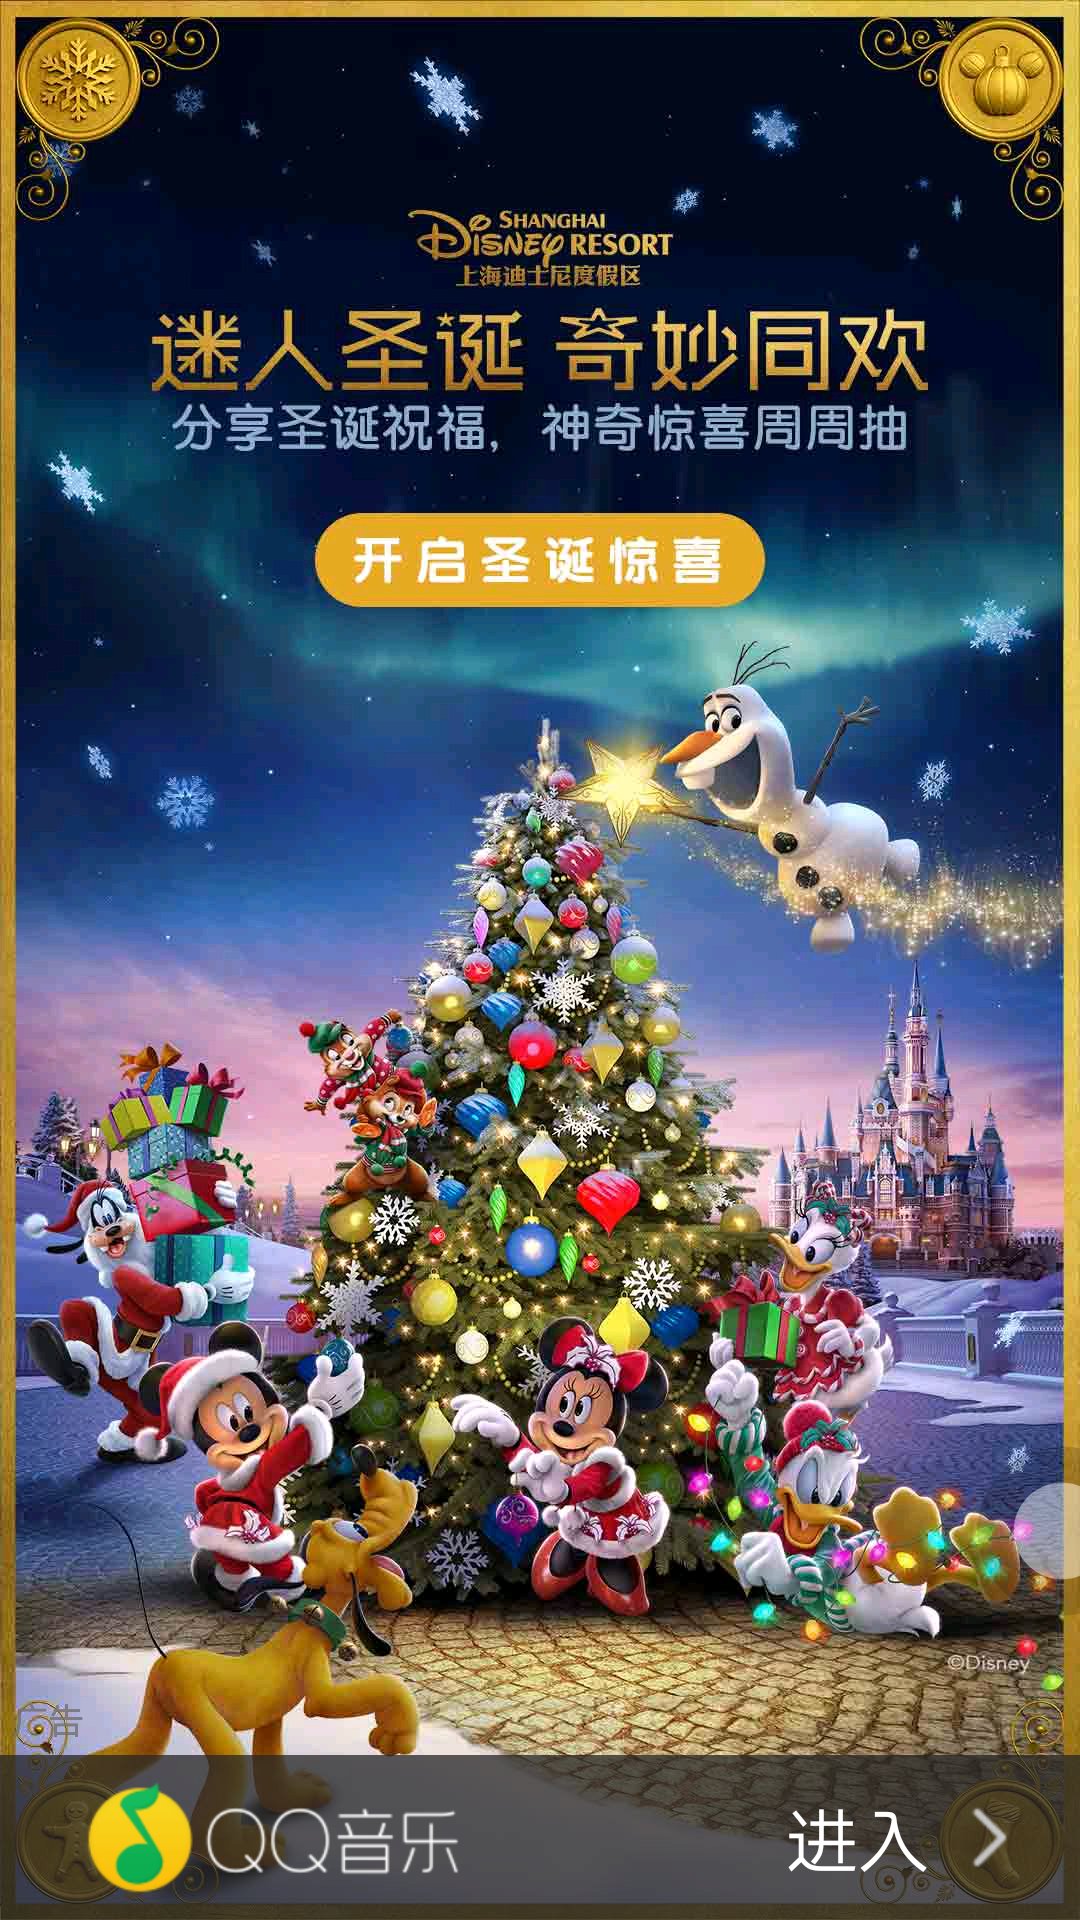 SHANGHAI
DISNEY RESORT
上海迪士尼度假区
迷人圣诞 奇妙同欢
分享圣诞祝福，神奇惊喜周周抽
开启圣诞惊喜
©Disney
广告
QQ音乐 进入